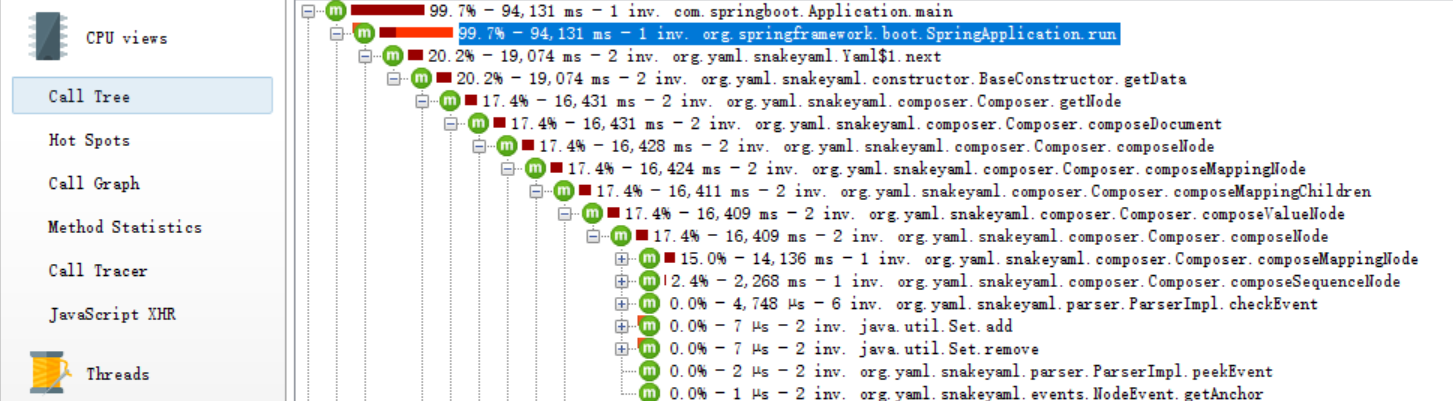 CPU views
Call Tree
Hot Spots
Call Graph
Method Statistics
Call Tracer
JavaScript XHR
Threads
99.7% - 94,131 ms - 1 inv. com.springboot.Application.main
99.7% - 94,131 ms - 1 inv. org.springframework.boot.SpringApplication.run
20.2% - 19,074 ms - 2 inv. org.yaml.snakeyaml.Yaml$1.next
20.2% - 19,074 ms - 2 inv. org.yaml.snakeyaml.constructor.BaseConstructor.getData
17.4% - 16,431 ms - 2 inv. org.yaml.snakeyaml.composer.Composer.getNode
17.4% - 16,431 ms - 2 inv. org.yaml.snakeyaml.composer.Composer.composeDocument
17.4% - 16,428 ms - 2 inv. org.yaml.snakeyaml.composer.Composer.composeNode
17.4% - 16,424 ms - 2 inv. org.yaml.snakeyaml.composer.Composer.composeMappingNode
17.4% - 16,411 ms - 2 inv. org.yaml.snakeyaml.composer.Composer.composeMappingChildren
17.4% - 16,409 ms - 2 inv. org.yaml.snakeyaml.composer.Composer.composeValueNode
17.4% - 16,409 ms - 2 inv. org.yaml.snakeyaml.composer.Composer.composeNode
15.0% - 14,136 ms - 1 inv. org.yaml.snakeyaml.composer.Composer.composeMappingNode
2.4% - 2,268 ms - 1 inv. org.yaml.snakeyaml.composer.Composer.composeSequenceNode
0.0% - 4,748 μs - 6 inv. org.yaml.snakeyaml.parser.ParserImpl.checkEvent
0.0% - 7 μs - 2 inv. java.util.Set.add
0.0% - 7 μs - 2 inv. java.util.Set.remove
0.0% - 2 μs - 2 inv. org.yaml.snakeyaml.parser.ParserImpl.peekEvent
0.0% - 1 μs - 2 inv. org.yaml.snakeyaml.events.NodeEvent.getAnchor